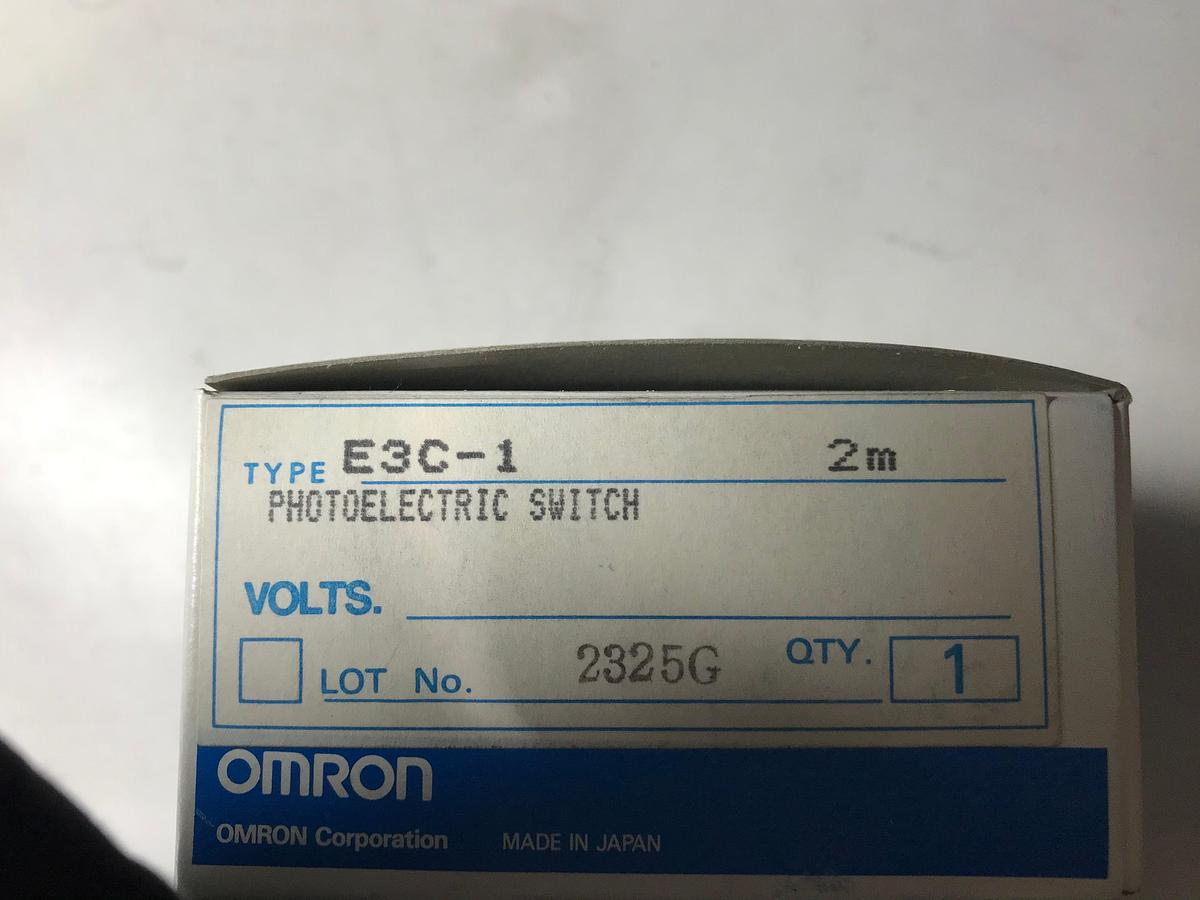 TYPE E3C-1 2m
PHOTOELECTRIC SWITCH
VOLTS.
LOT No. 2325G QTY. 1
OMRON
OMRON Corporation MADE IN JAPAN